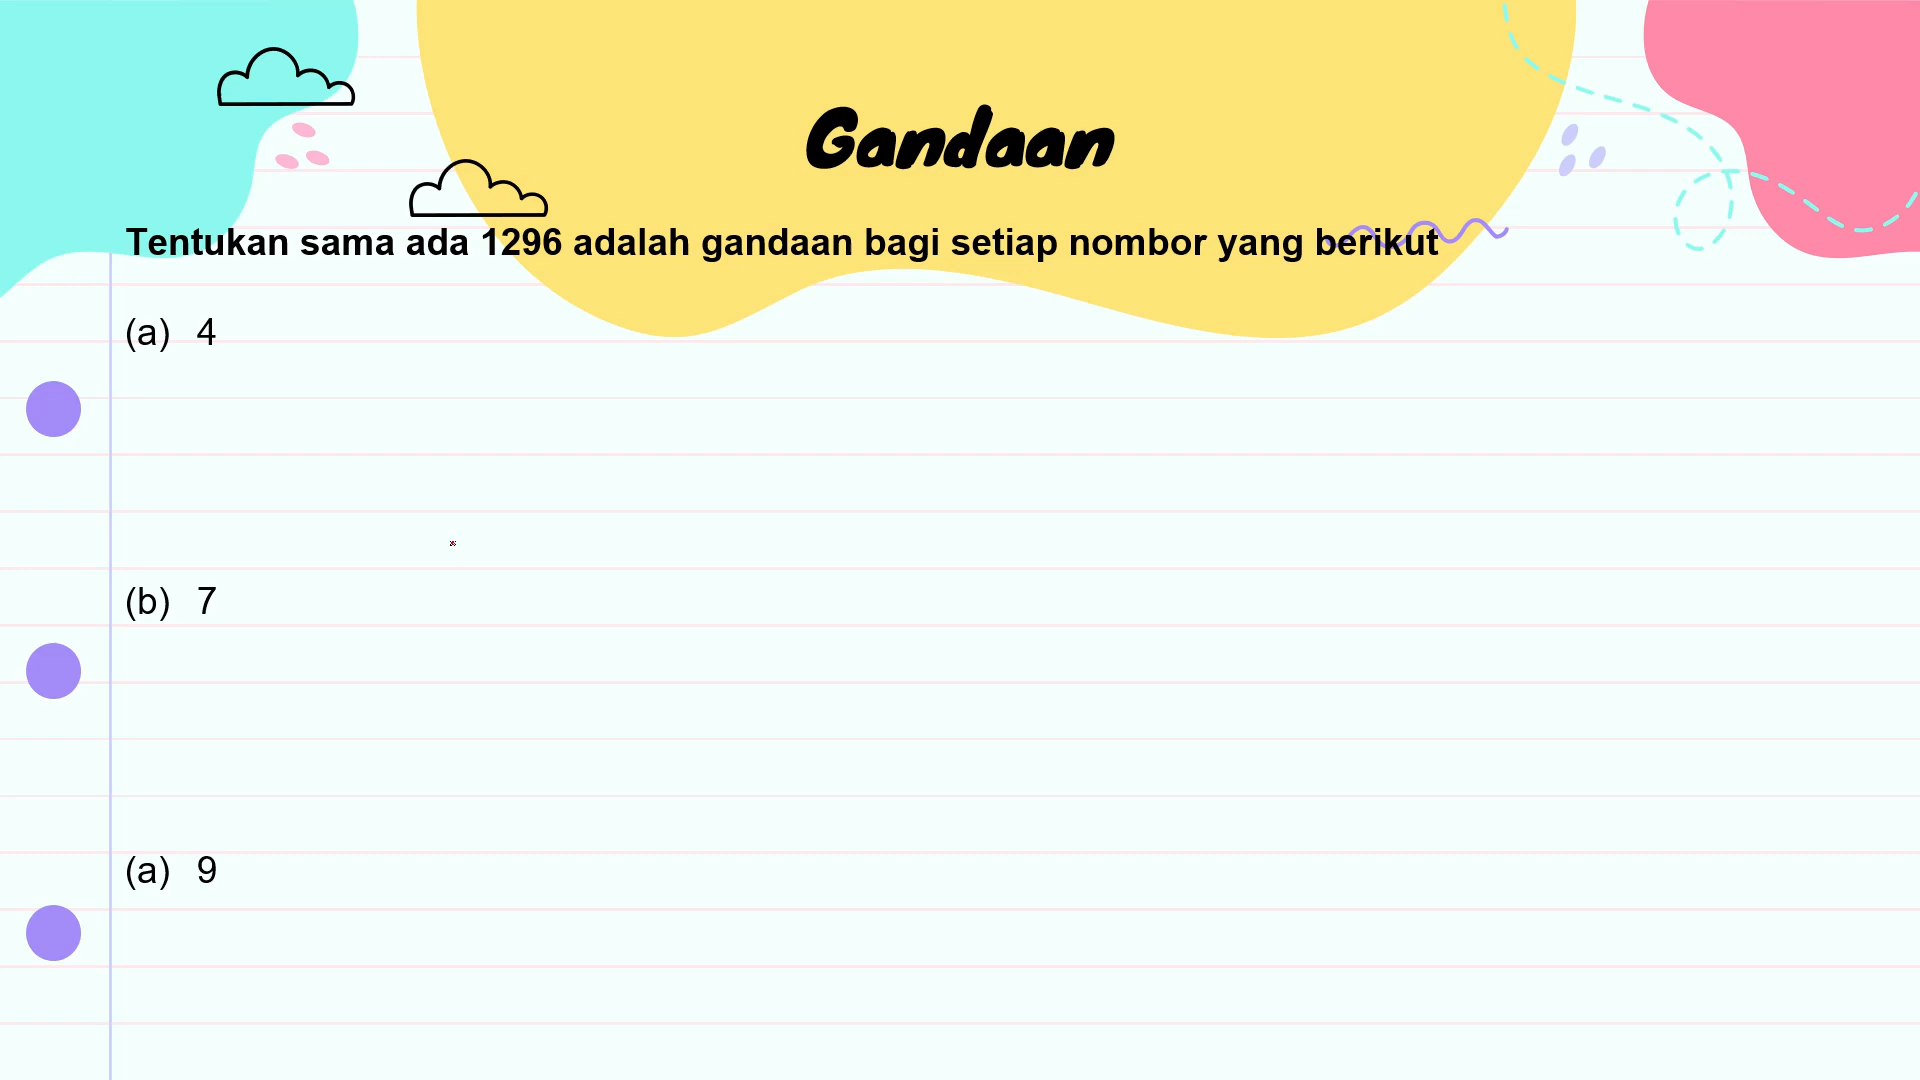 Gandaan
Tentukan sama ada 1296 adalah gandaan bagi setiap nombor yang berikut
(a) 4
(b) 7
(a) 9